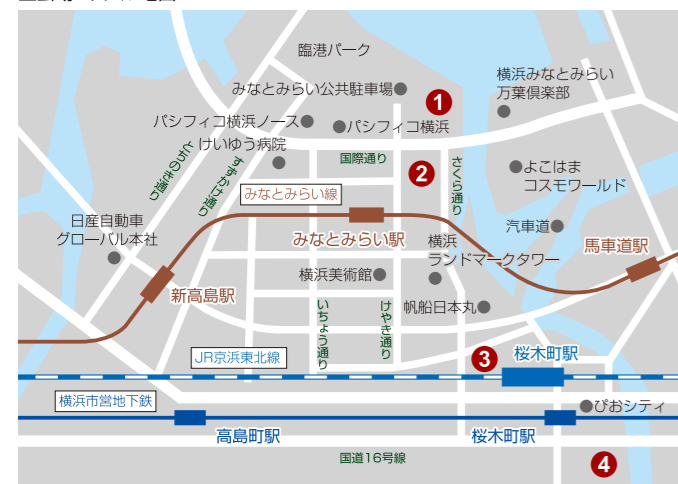 臨港パーク
みなとみらい公共駐車場
横浜みなとみらい
万葉倶楽部
1
パシフィコ横浜ノース
パシフィコ横浜
けいゆう病院
国際通り
とちのき通り
すずかけ通り
2
さくら通り
よこはま
コスモワールド
みなとみらい線
日産自動車
グローバル本社
みなとみらい駅
汽車道
横浜
ランドマークタワー
馬車道駅
横浜美術館
新高島駅
いちょう通り
けやき通り
帆船日本丸
JR京浜東北線
3
桜木町駅
横浜市営地下鉄
ぴおシティ
高島町駅
桜木町駅
国道16号線
4